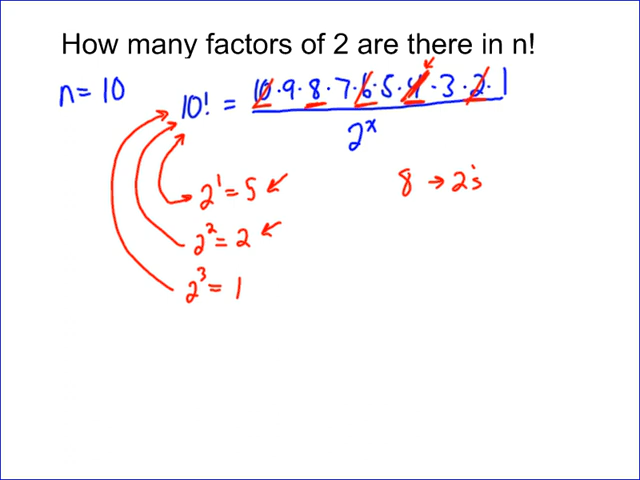 How many factors of 2 are there in n!
n = 10
10! = 10·9·8·7·6·5·4·3·2·1
2^x
2^1 = 5
8 → 2's
2^2 = 2
2^3 = 1